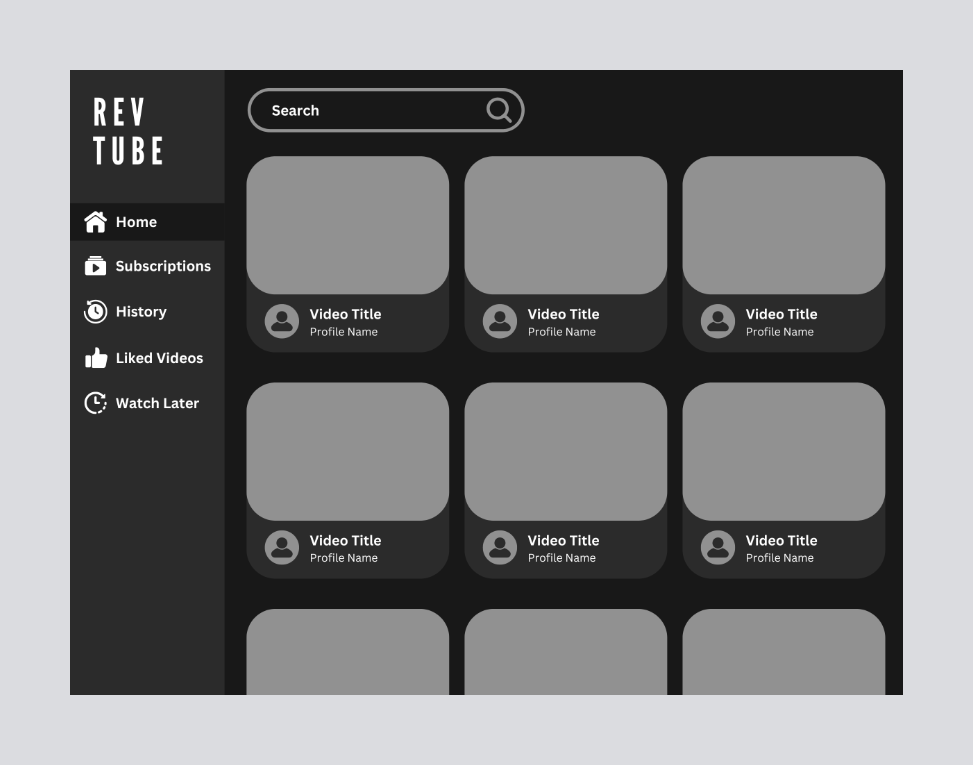 REV
TUBE
Home
Subscriptions
History
Liked Videos
Watch Later
Search
Video Title
Profile Name
Video Title
Profile Name
Video Title
Profile Name
Video Title
Profile Name
Video Title
Profile Name
Video Title
Profile Name